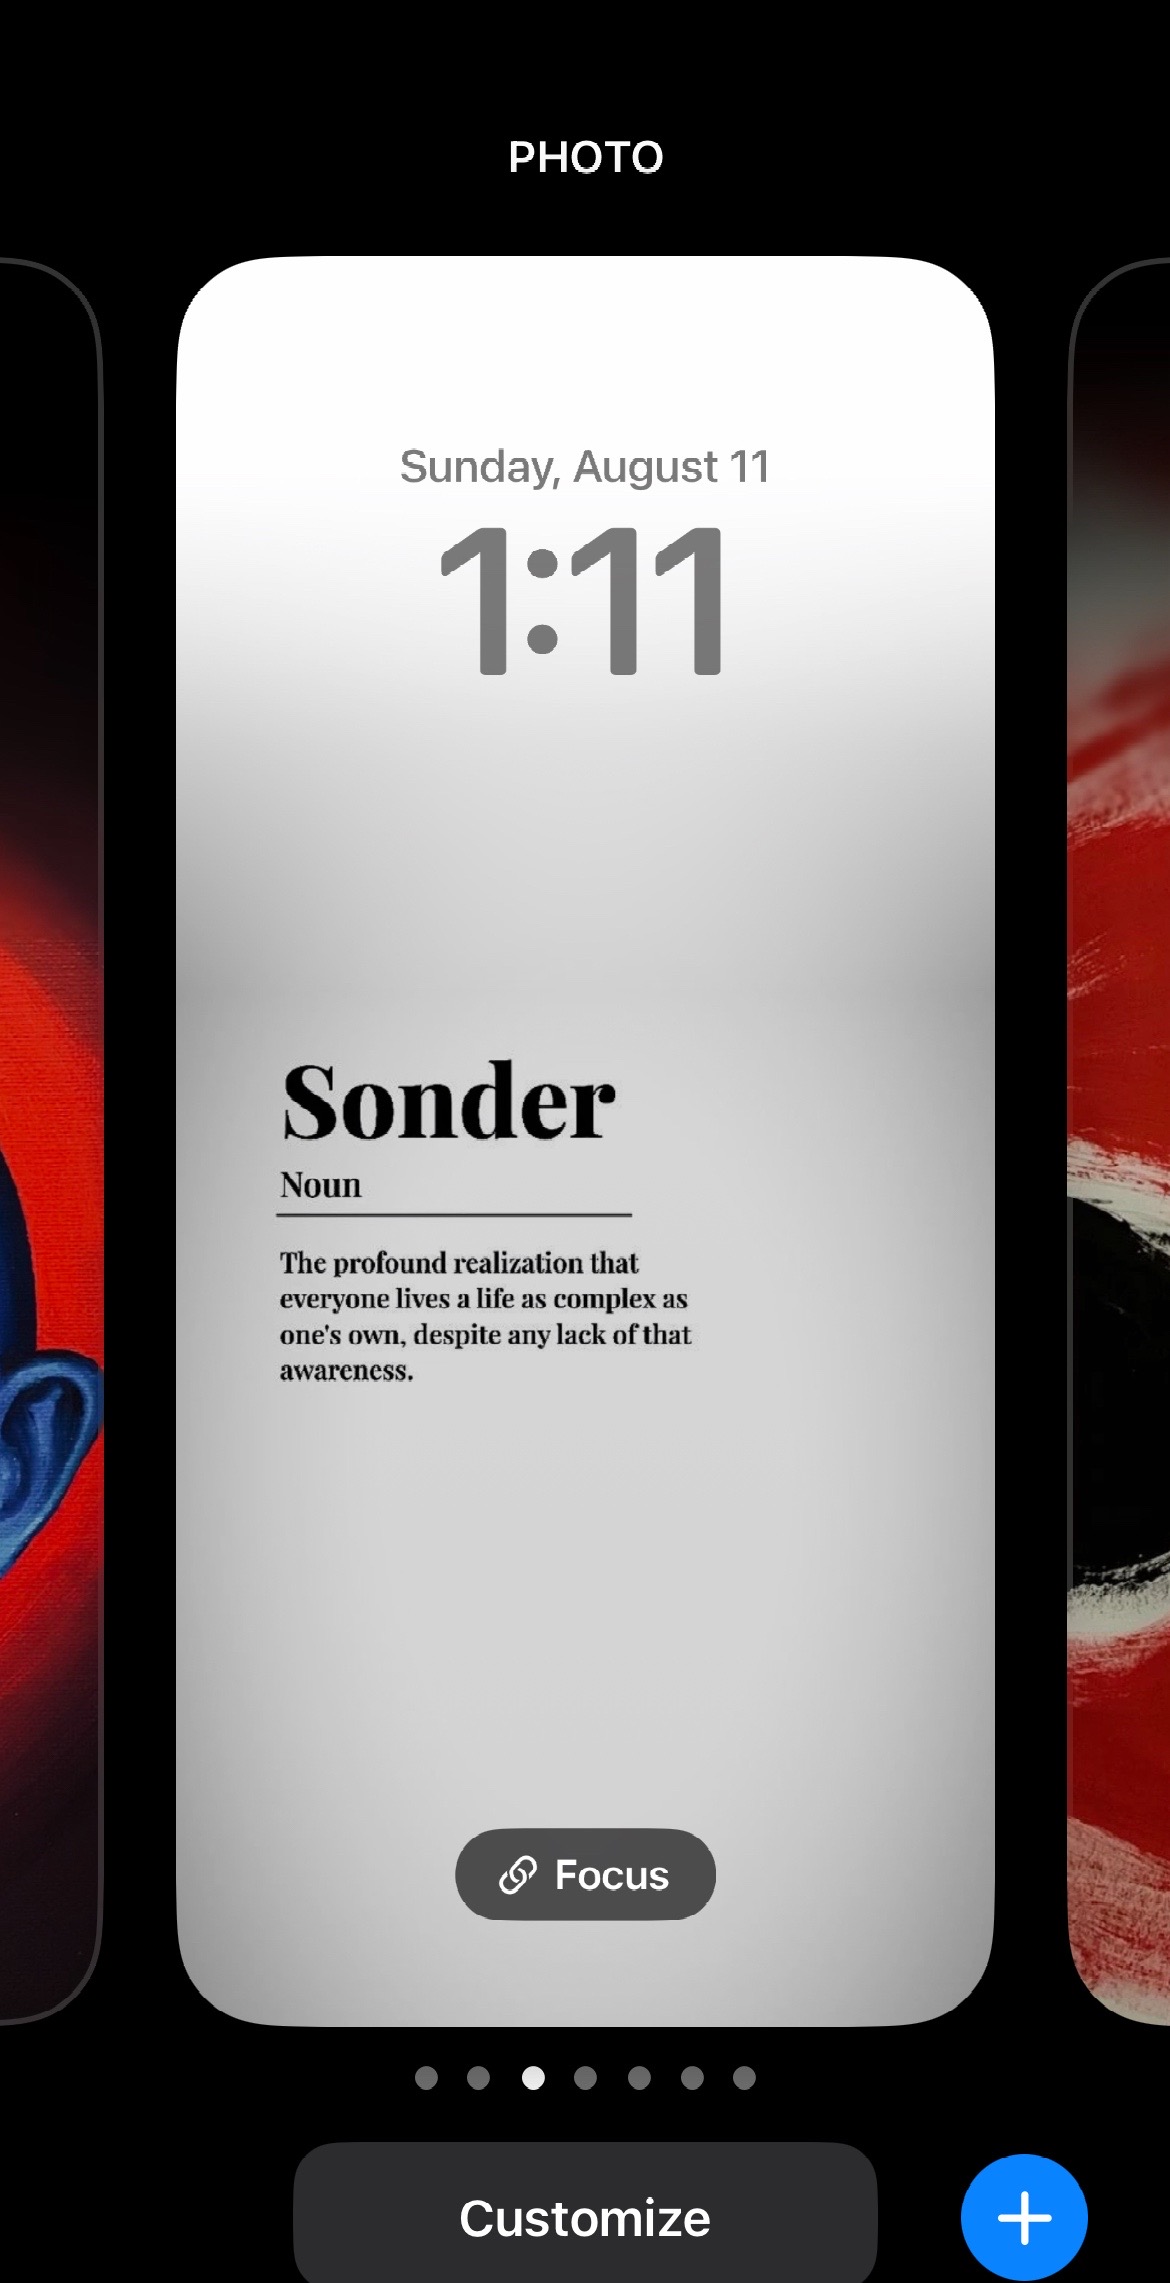 PHOTO
Sunday, August 11
1:11
Sonder
Noun
The profound realization that
everyone lives a life as complex as
one's own, despite any lack of that
awareness.
Focus
Customize